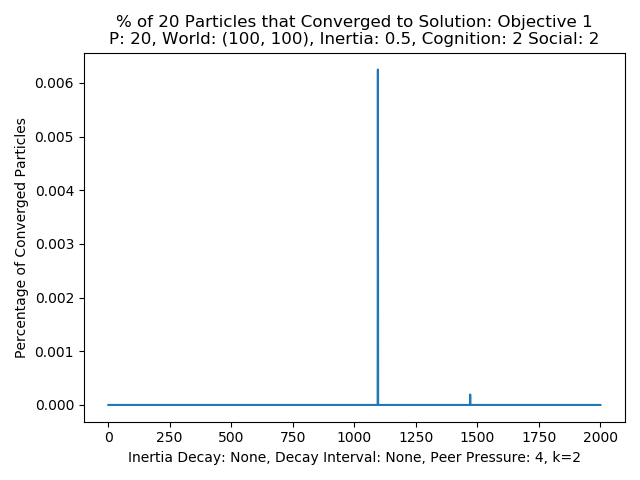 % of 20 Particles that Converged to Solution: Objective 1
P: 20, World: (100, 100), Inertia: 0.5, Cognition: 2 Social: 2
Percentage of Converged Particles
0.006
0.005
0.004
0.003
0.002
0.001
0.000
0 250 500 750 1000 1250 1500 1750 2000
Inertia Decay: None, Decay Interval: None, Peer Pressure: 4, k=2